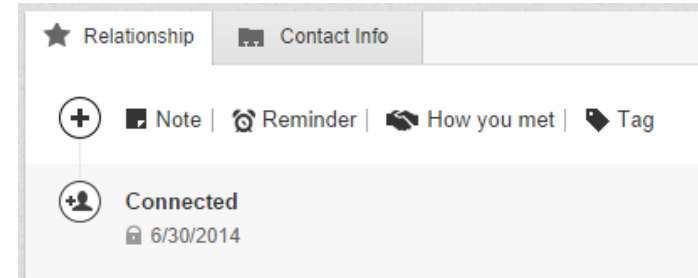 Relationship Contact Info
Note | Reminder | How you met | Tag
Connected
6/30/2014